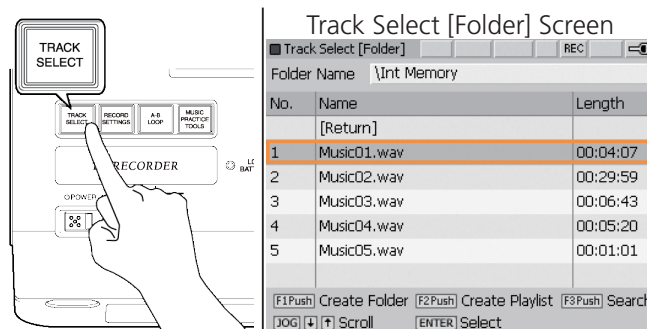 TRACK
SELECT
TRACK
SELECT
RECORD
SETTINGS
A-B
LOOP
MUSIC
PRACTICE
TOOLS
RECORDER
BAT
POWER
Track Select [Folder] Screen
Track Select [Folder] REC
Folder Name \Int Memory
No. Name Length
[Return]
1 Music01.wav 00:04:07
2 Music02.wav 00:29:59
3 Music03.wav 00:06:43
4 Music04.wav 00:05:20
5 Music05.wav 00:01:01
F1Push Create Folder F2Push Create Playlist F3Push Search
JOG Scroll ENTER Select